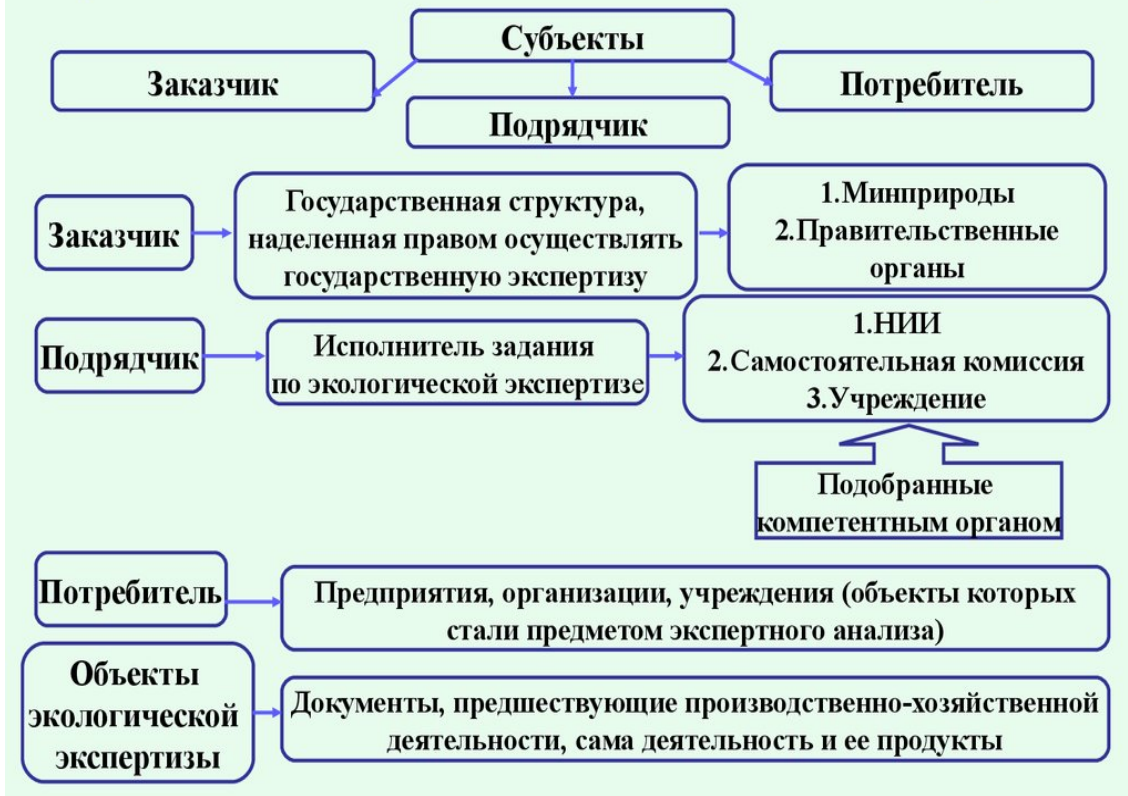 Субъекты
Заказчик
Потребитель
Подрядчик
Заказчик
Государственная структура,
наделенная правом осуществлять
государственную экспертизу
1.Минприроды
2.Правительственные
органы
Подрядчик
Исполнитель задания
по экологической экспертизе
1.НИИ
2.Самостоятельная комиссия
3.Учреждение
Подобранные
компетентным органом
Потребитель
Предприятия, организации, учреждения (объекты которых
стали предметом экспертного анализа)
Объекты
экологической
экспертизы
Документы, предшествующие производственно-хозяйственной
деятельности, сама деятельность и ее продукты